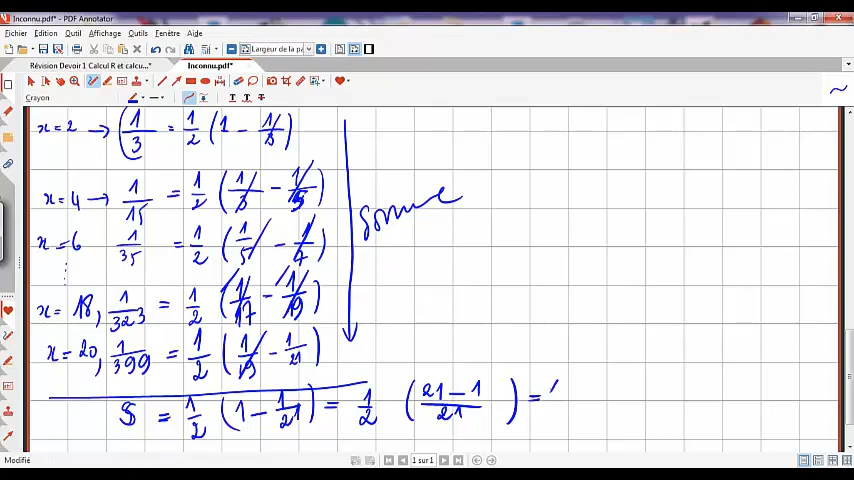 Inconnu.pdf* - PDF Annotator
Fichier Edition Outil Affichage Outils Fenêtre Aide
Largeur de la pa
Révision Devoir 1 Calcul R et calcu...* Inconnu.pdf*
Crayon
x = 2 → ( 1/3 = 1/2 (1 - 1/3)
x = 4 → 1/15 = 1/2 (1/3 - 1/5)
x = 6 1/35 = 1/2 (1/5 - 1/7)
⋮
x = 18, 1/323 = 1/2 (1/17 - 1/19)
x = 20, 1/399 = 1/2 (1/19 - 1/21)
somme
S = 1/2 (1 - 1/21) = 1/2 ((21 - 1)/21) =
Modifié 1 sur 1